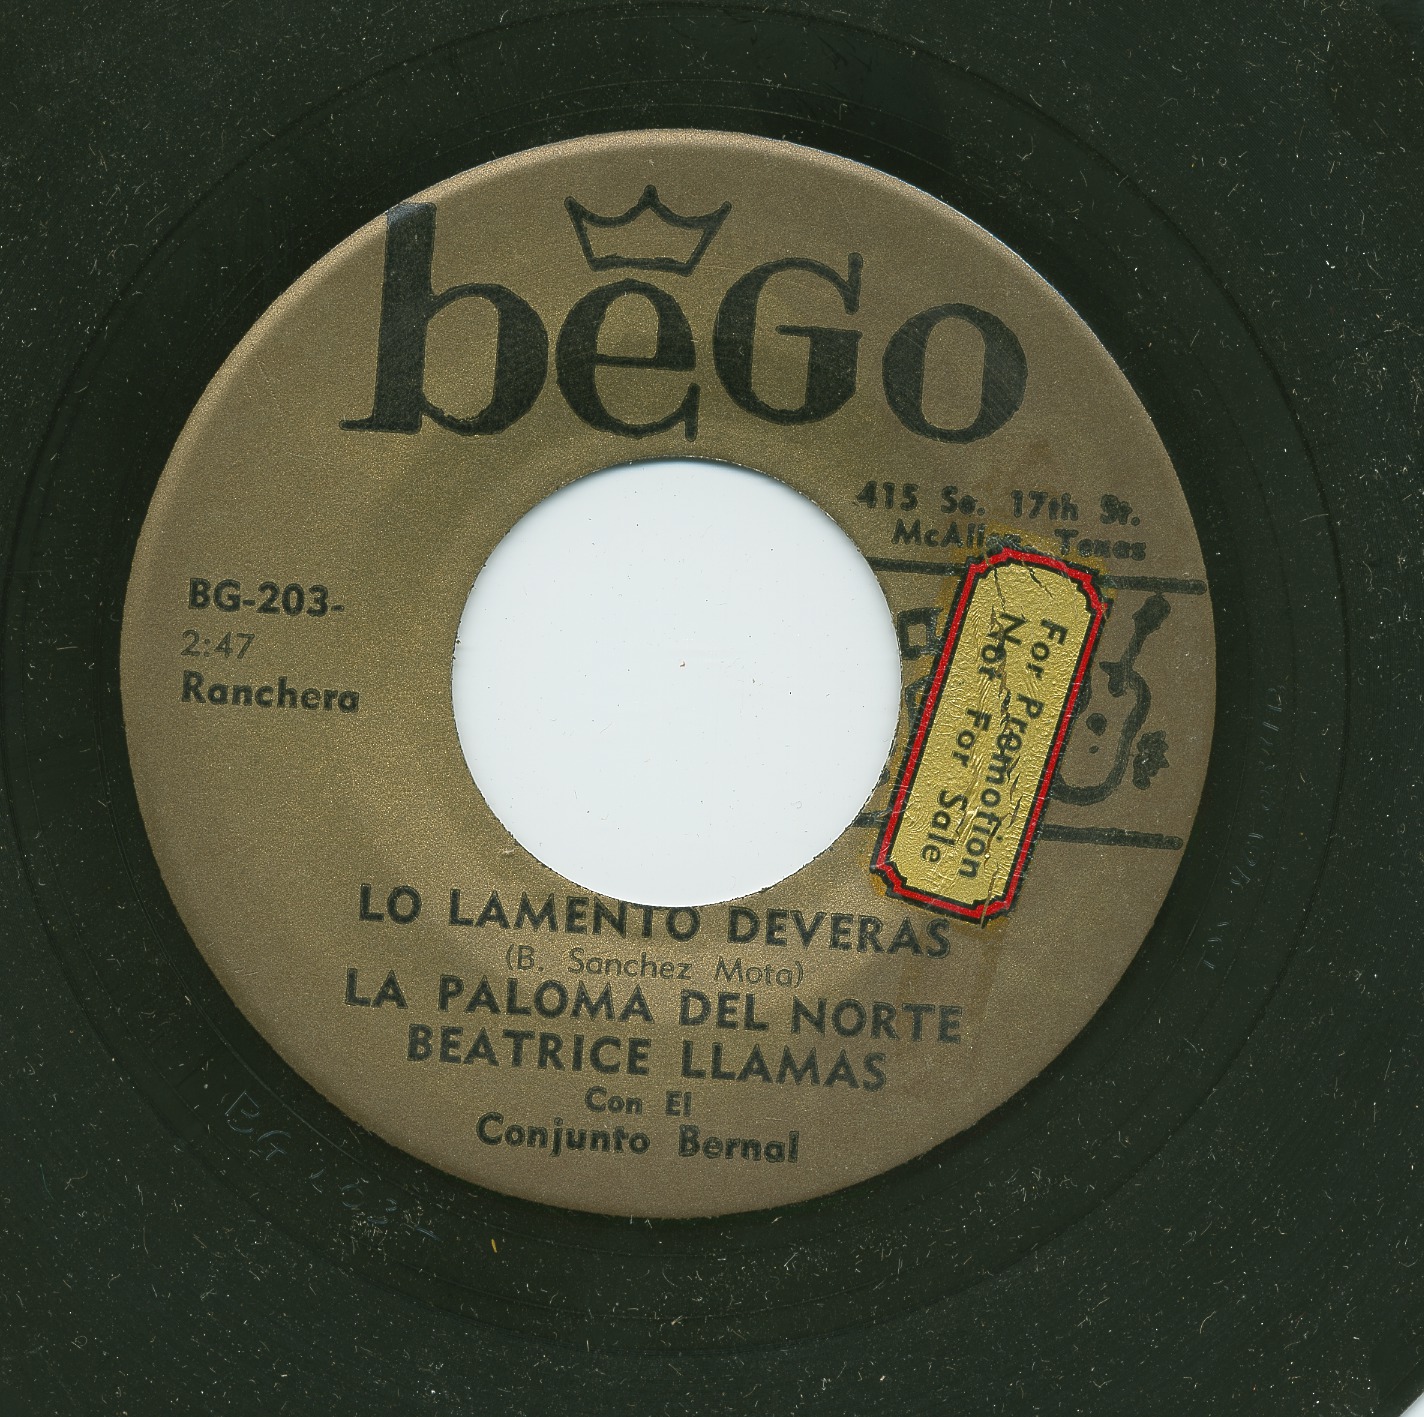 bеGo
415 So. 17th St.
McAllen, Texas
BG-203-
2:47
Ranchera
For Promotion
Not For Sale
LO LAMENTO DEVERAS
(B. Sanchez Mota)
LA PALOMA DEL NORTE
BEATRICE LLAMAS
Con El
Conjunto Bernal